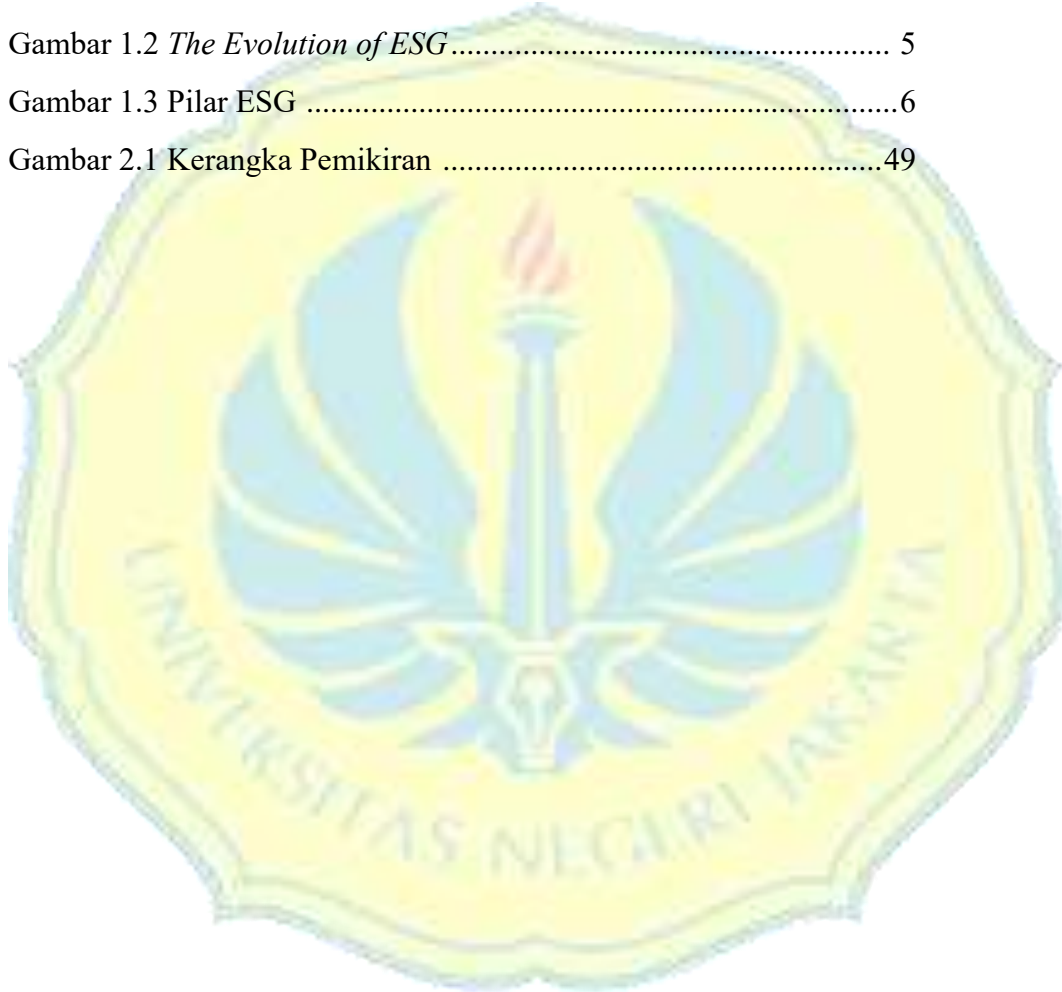 Gambar 1.2 The Evolution of ESG....................................................... 5
Gambar 1.3 Pilar ESG ..........................................................................6
Gambar 2.1 Kerangka Pemikiran .......................................................49
UNIVERSITAS NEGERI JAKARTA